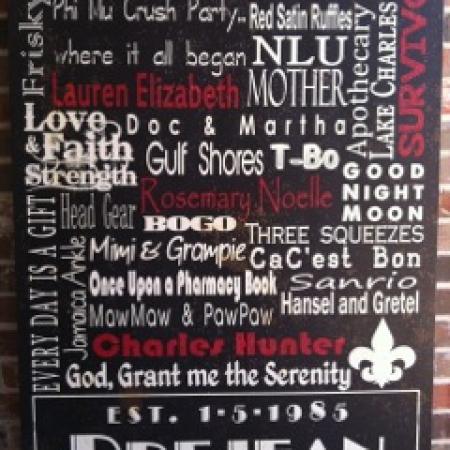 Frisky
Phi Mu Crush Party..
Red Satin Ruffles
where it all began
NLU
Apothecary
LAKE CHARLES
SURVIVO
Lauren Elizabeth
MOTHER
Love
& Faith
Strength
Doc & Martha
Gulf Shores
T-Bo
GOOD
NIGHT
MOON
EVERY DAY IS A GIFT
Head Gear
Rosemary Noelle
BOGO
THREE SQUEEZES
Jamaica Ankle
Mimi & Grampie
CaC'est Bon
Once Upon a Pharmacy Book
Sanrio
MawMaw & PawPaw
Hansel and Gretel
Charles Hunter
God, Grant me the Serenity
EST. 1-5-1985
PREJEAN